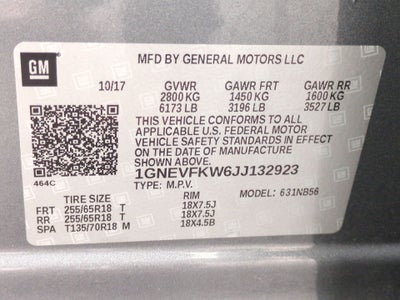 GM
MFD BY GENERAL MOTORS LLC
10/17 GVWR GAWR FRT GAWR RR
2800 KG 1450 KG 1600 KG
6173 LB 3196 LB 3527 LB
THIS VEHICLE CONFORMS TO ALL
APPLICABLE U.S. FEDERAL MOTOR
VEHICLE SAFETY STANDARDS IN EFFECT ON
THE DATE OF MANUFACTURE SHOWN ABOVE.
464C 1GNEVFKW6JJ132923
TYPE: M.P.V. MODEL: 631NB56
TIRE SIZE RIM
FRT 255/65R18 T 18X7.5J
RR 255/65R18 T 18X7.5J
SPA T135/70R18 M 18X4.5B